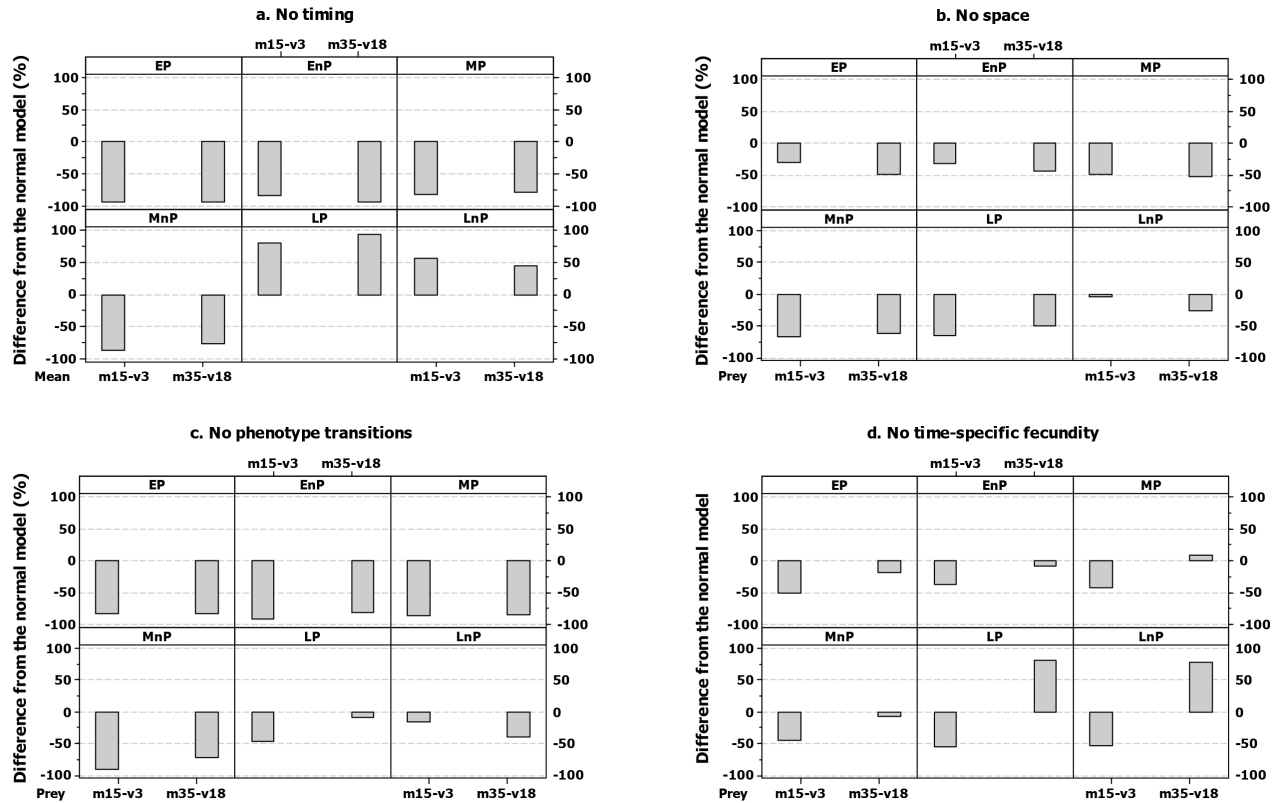 a. No timing
m15-v3 m35-v18
EP EnP MP
Difference from the normal model (%)
100 100
50 50
0 0
-50 -50
-100 -100
MnP LP LnP
100 100
50 50
0 0
-50 -50
-100 -100
Mean m15-v3 m35-v18 m15-v3 m35-v18
b. No space
m15-v3 m35-v18
EP EnP MP
Difference from the normal model (%)
100 100
50 50
0 0
-50 -50
-100 -100
MnP LP LnP
100 100
50 50
0 0
-50 -50
-100 -100
Prey m15-v3 m35-v18 m15-v3 m35-v18
c. No phenotype transitions
m15-v3 m35-v18
EP EnP MP
Difference from the normal model (%)
100 100
50 50
0 0
-50 -50
-100 -100
MnP LP LnP
100 100
50 50
0 0
-50 -50
-100 -100
Prey m15-v3 m35-v18 m15-v3 m35-v18
d. No time-specific fecundity
m15-v3 m35-v18
EP EnP MP
Difference from the normal model
100 100
50 50
0 0
-50 -50
-100 -100
MnP LP LnP
100 100
50 50
0 0
-50 -50
-100 -100
Prey m15-v3 m35-v18 m15-v3 m35-v18